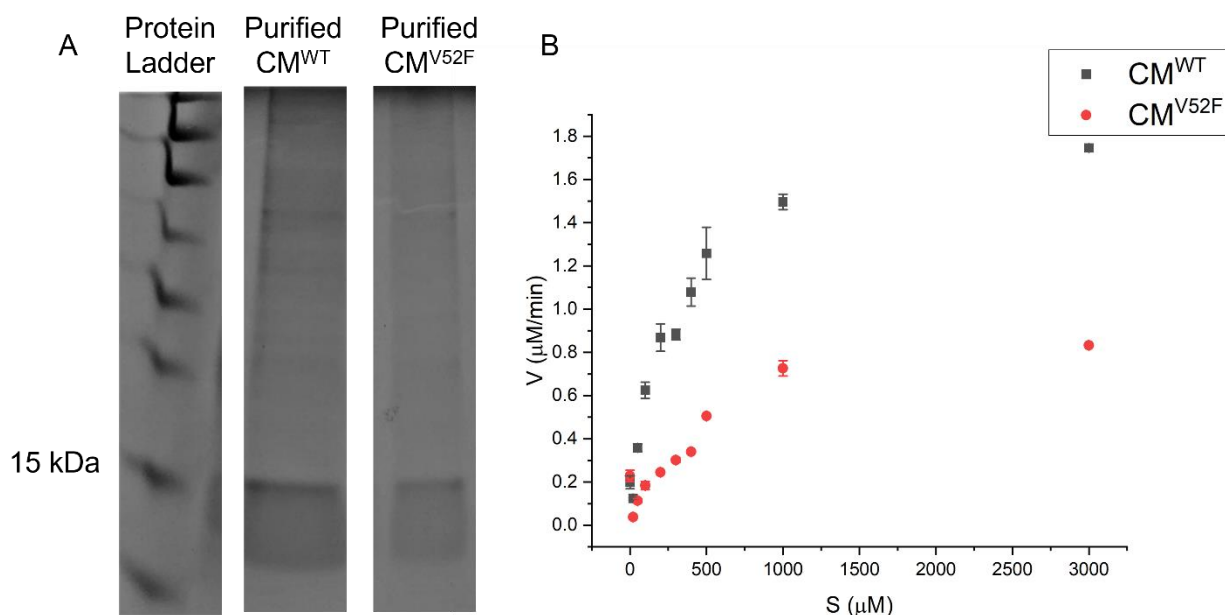 A
Protein
Ladder
Purified
CMᵂᵀ
Purified
CMⱽ⁵²ꟳ
15 kDa
B
CMᵂᵀ
CMⱽ⁵²ꟳ
V (μM/min)
1.8
1.6
1.4
1.2
1.0
0.8
0.6
0.4
0.2
0.0
0 500 1000 1500 2000 2500 3000
S (μM)